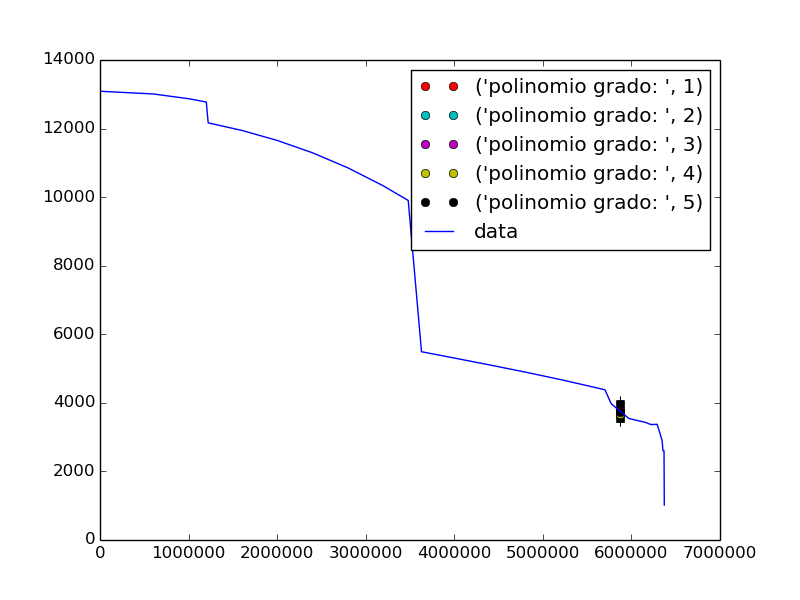 14000
12000
10000
8000
6000
4000
2000
0
('polinomio grado: ', 1)
('polinomio grado: ', 2)
('polinomio grado: ', 3)
('polinomio grado: ', 4)
('polinomio grado: ', 5)
data
0 1000000 2000000 3000000 4000000 5000000 6000000 7000000